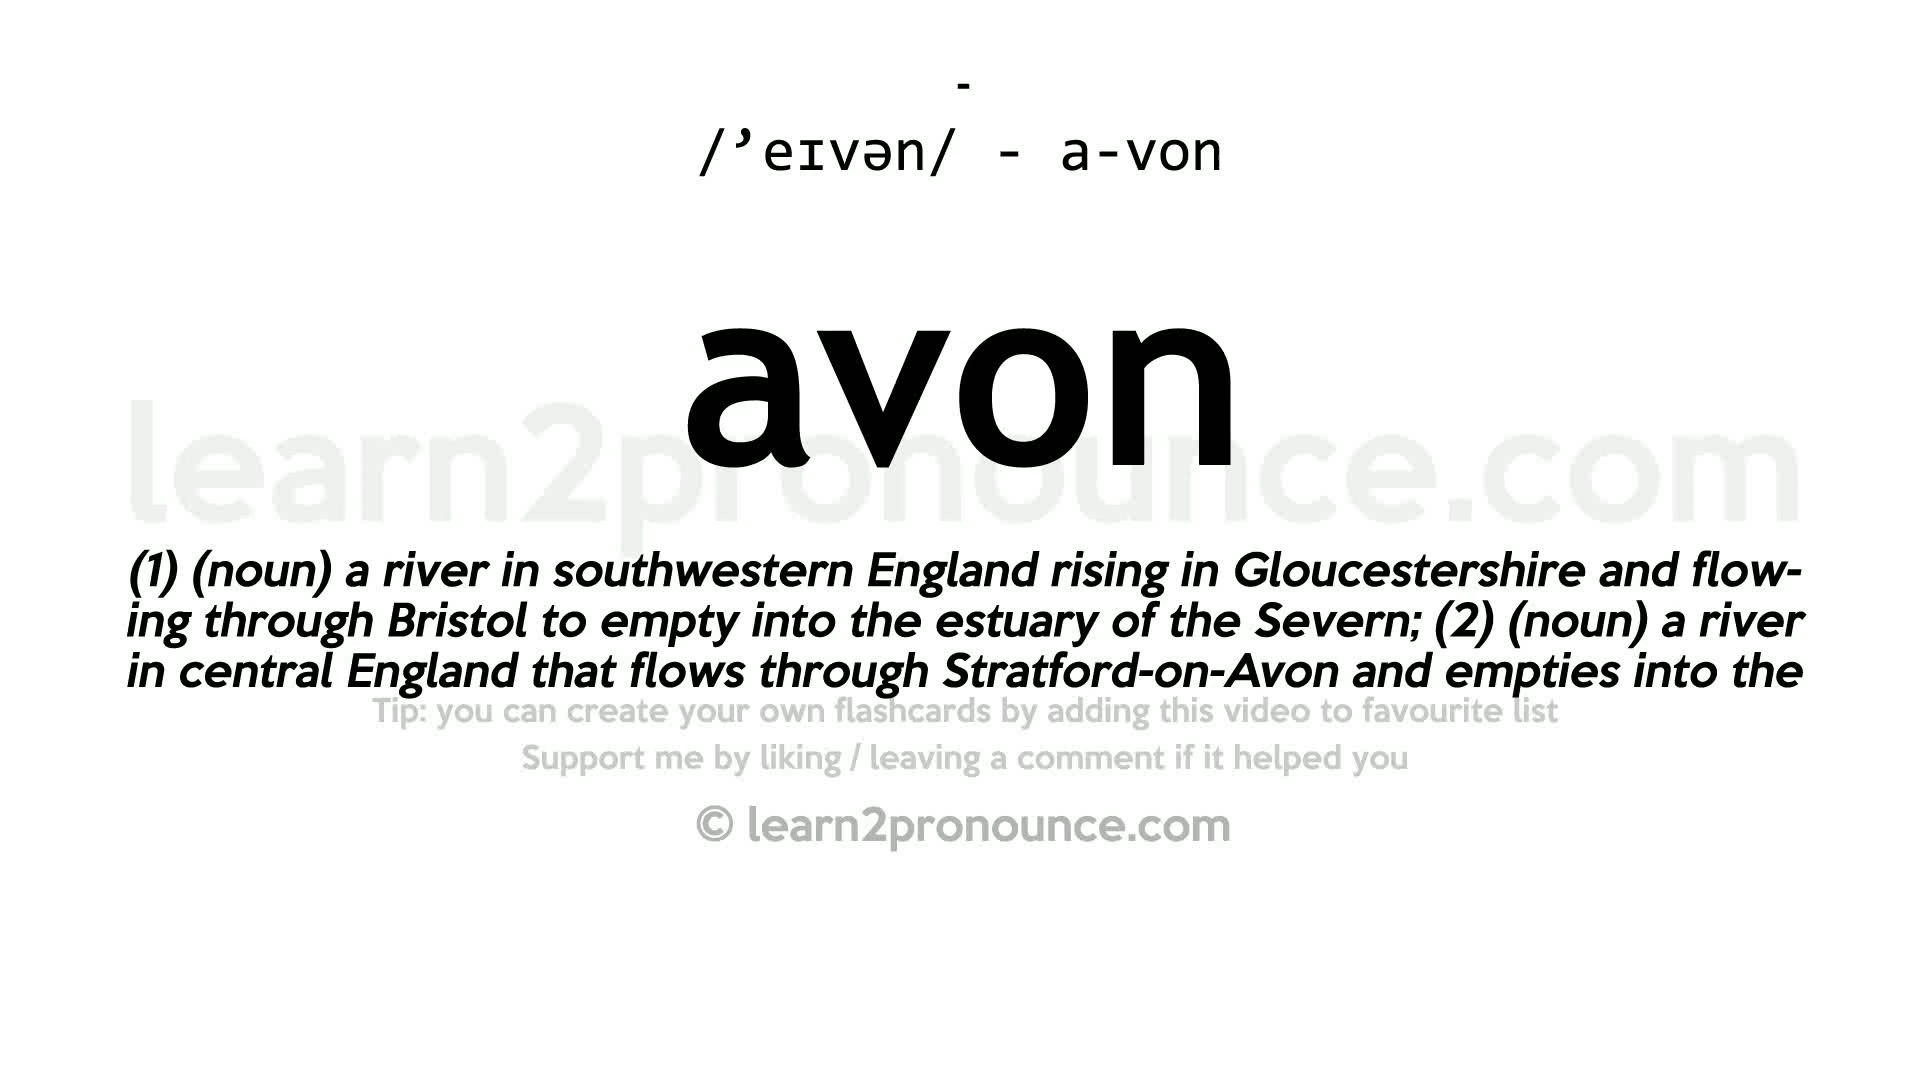 -
/’eɪvən/ - a-von
avon
learn2pronounce.com
(1) (noun) a river in southwestern England rising in Gloucestershire and flow-
ing through Bristol to empty into the estuary of the Severn; (2) (noun) a river
in central England that flows through Stratford-on-Avon and empties into the
Tip: you can create your own flashcards by adding this video to favourite list
Support me by liking / leaving a comment if it helped you
© learn2pronounce.com